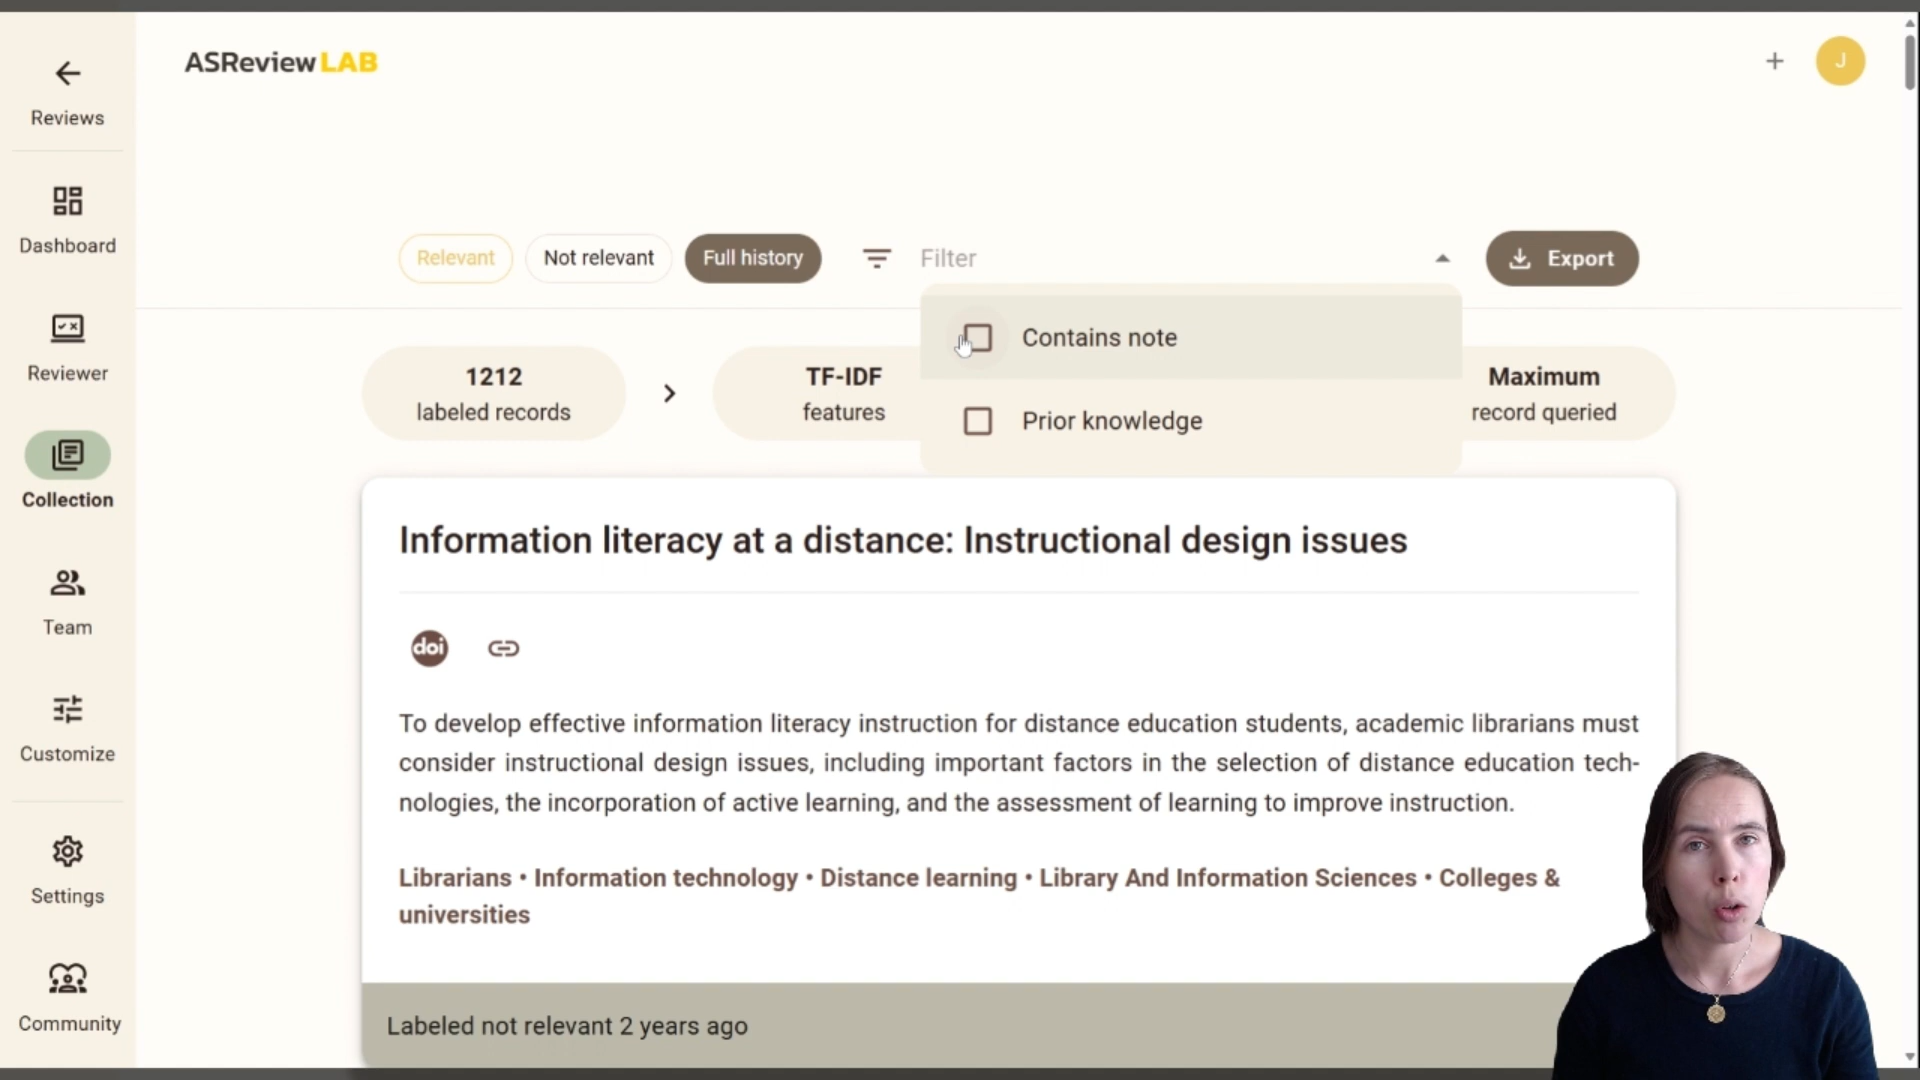 ASReview LAB
J
Reviews
Dashboard
Reviewer
Collection
Team
Customize
Settings
Community
Relevant
Not relevant
Full history
Filter
Export
Contains note
Prior knowledge
1212
labeled records
TF-IDF
features
Maximum
record queried
Information literacy at a distance: Instructional design issues
doi
To develop effective information literacy instruction for distance education students, academic librarians must
consider instructional design issues, including important factors in the selection of distance education tech-
nologies, the incorporation of active learning, and the assessment of learning to improve instruction.
Librarians • Information technology • Distance learning • Library And Information Sciences • Colleges &
universities
Labeled not relevant 2 years ago